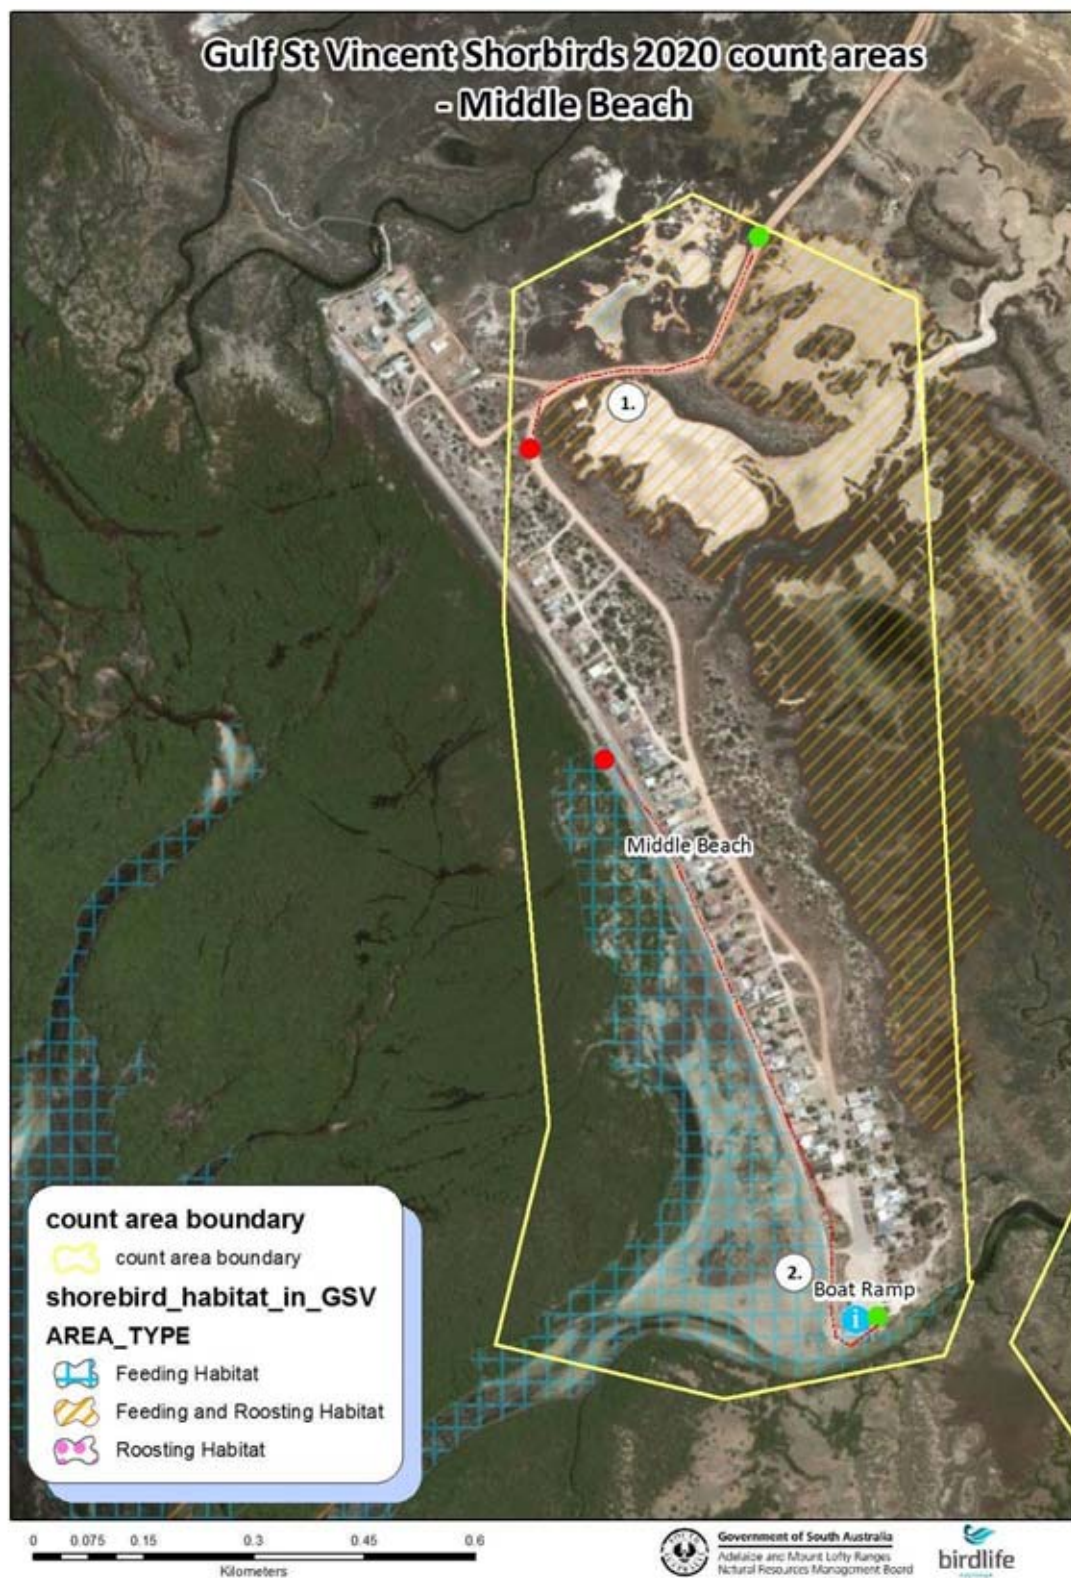 Gulf St Vincent Shorbirds 2020 count areas
- Middle Beach
1.
Middle Beach
2.
Boat Ramp
i
count area boundary
count area boundary
shorebird_habitat_in_GSV
AREA_TYPE
Feeding Habitat
Feeding and Roosting Habitat
Roosting Habitat
0 0.075 0.15 0.3 0.45 0.6
Kilometers
Government of South Australia
Adelaide and Mount Lofty Ranges
Natural Resources Management Board
birdlife